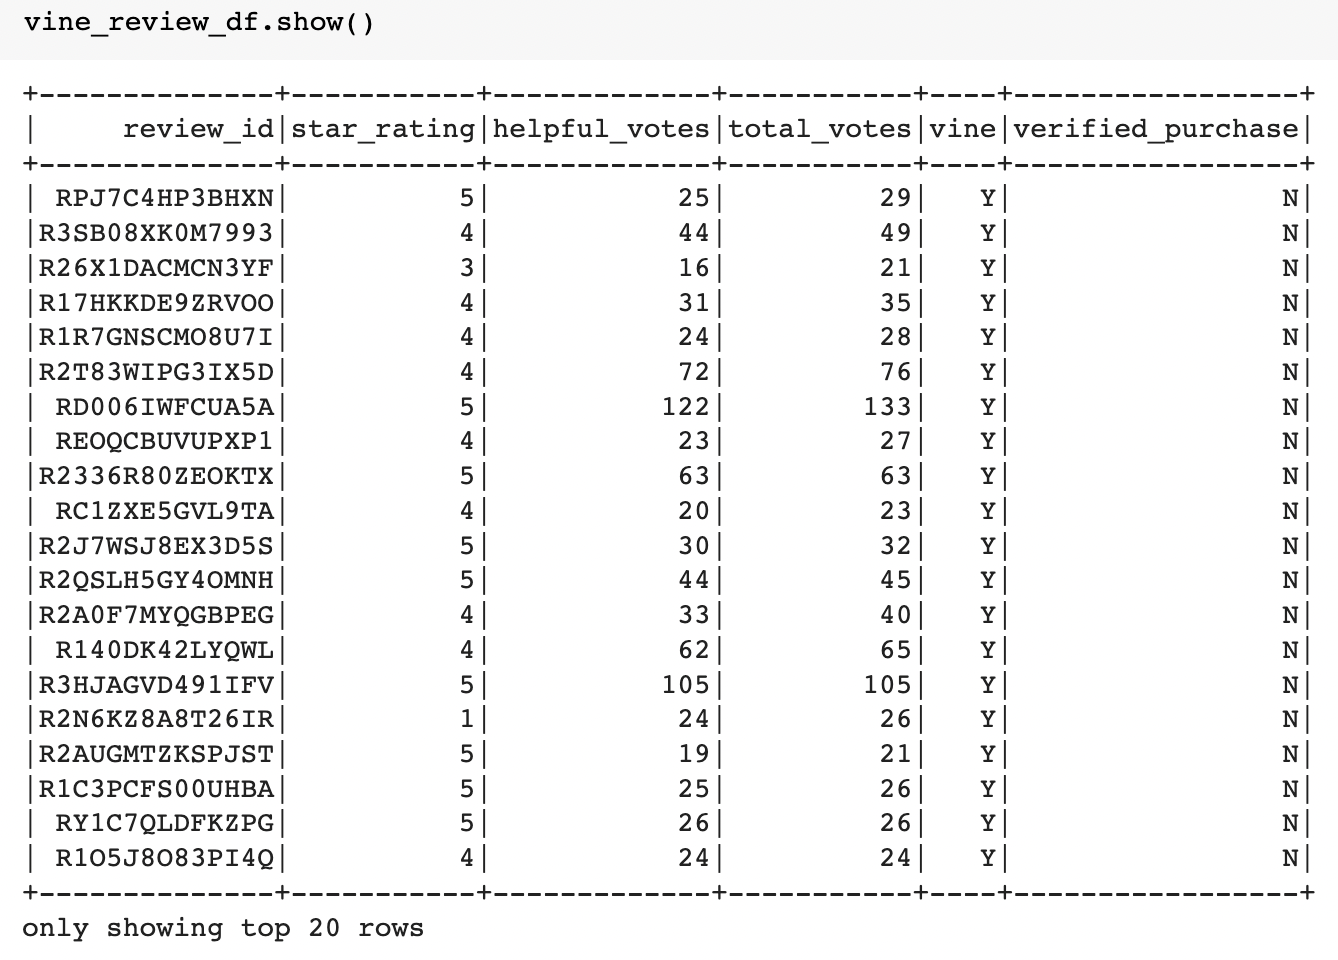 vine_review_df.show()
+--------------+-----------+-------------+-----------+----+-----------------+
|     review_id|star_rating|helpful_votes|total_votes|vine|verified_purchase|
+--------------+-----------+-------------+-----------+----+-----------------+
| RPJ7C4HP3BHXN|          5|           25|         29|   Y|                N|
|R3SB08XK0M7993|          4|           44|         49|   Y|                N|
|R26X1DACMCN3YF|          3|           16|         21|   Y|                N|
|R17HKKDE9ZRVOO|          4|           31|         35|   Y|                N|
|R1R7GNSCMO8U7I|          4|           24|         28|   Y|                N|
|R2T83WIPG3IX5D|          4|           72|         76|   Y|                N|
| RD006IWFCUA5A|          5|          122|        133|   Y|                N|
| REOQCBUVUPXP1|          4|           23|         27|   Y|                N|
|R2336R80ZEOKTX|          5|           63|         63|   Y|                N|
| RC1ZXE5GVL9TA|          4|           20|         23|   Y|                N|
|R2J7WSJ8EX3D5S|          5|           30|         32|   Y|                N|
|R2QSLH5GY4OMNH|          5|           44|         45|   Y|                N|
|R2A0F7MYQGBPEG|          4|           33|         40|   Y|                N|
| R140DK42LYQWL|          4|           62|         65|   Y|                N|
|R3HJAGVD491IFV|          5|          105|        105|   Y|                N|
|R2N6KZ8A8T26IR|          1|           24|         26|   Y|                N|
|R2AUGMTZKSPJST|          5|           19|         21|   Y|                N|
|R1C3PCFS00UHBA|          5|           25|         26|   Y|                N|
| RY1C7QLDFKZPG|          5|           26|         26|   Y|                N|
| R1O5J8O83PI4Q|          4|           24|         24|   Y|                N|
+--------------+-----------+-------------+-----------+----+-----------------+
only showing top 20 rows